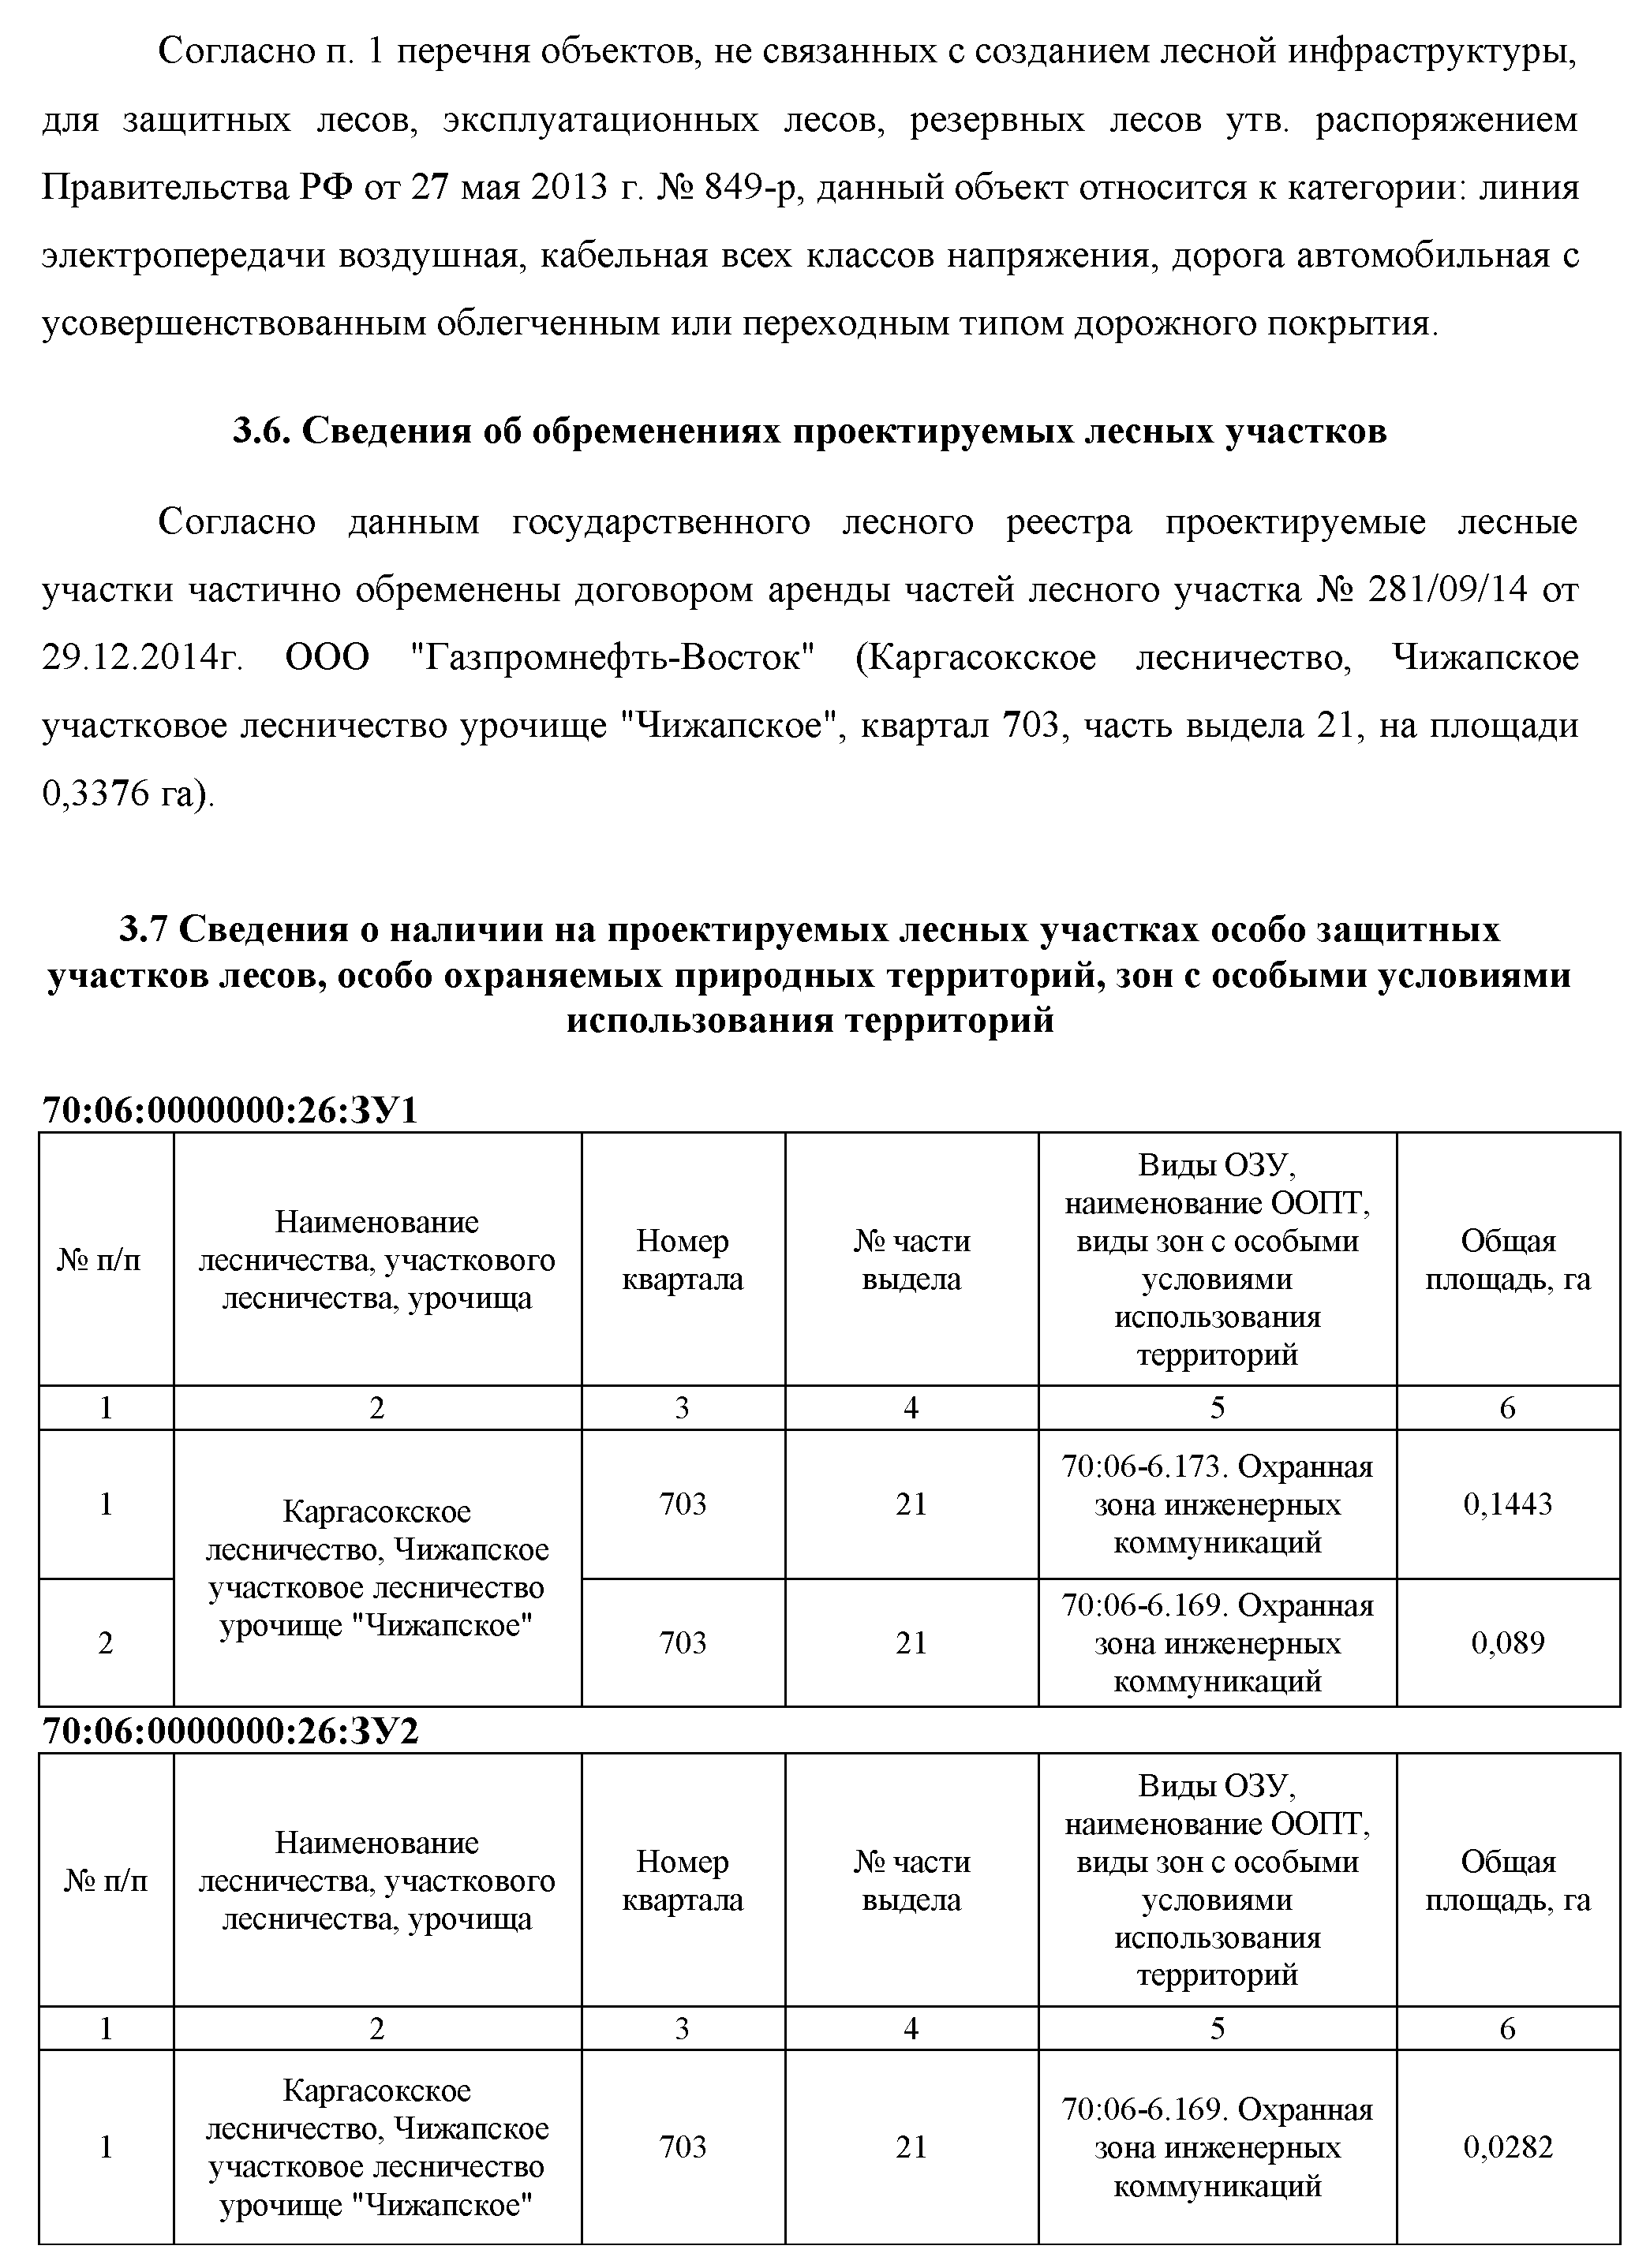 Согласно п. 1 перечня объектов, не связанных с созданием лесной инфраструктуры,
для защитных лесов, эксплуатационных лесов, резервных лесов утв. распоряжением
Правительства РФ от 27 мая 2013 г. № 849-р, данный объект относится к категории: линия
электропередачи воздушная, кабельная всех классов напряжения, дорога автомобильная с
усовершенствованным облегченным или переходным типом дорожного покрытия.
3.6. Сведения об обременениях проектируемых лесных участков
Согласно данным государственного лесного реестра проектируемые лесные
участки частично обременены договором аренды частей лесного участка № 281/09/14 от
29.12.2014г. ООО "Газпромнефть-Восток" (Каргасокское лесничество, Чижапское
участковое лесничество урочище "Чижапское", квартал 703, часть выдела 21, на площади
0,3376 га).
3.7 Сведения о наличии на проектируемых лесных участках особо защитных
участков лесов, особо охраняемых природных территорий, зон с особыми условиями
использования территорий
70:06:0000000:26:ЗУ1
№ п/п
Наименование
лесничества, участкового
лесничества, урочища
Номер
квартала
№ части
выдела
Виды ОЗУ,
наименование ООПТ,
виды зон с особыми
условиями
использования
территорий
Общая
площадь, га
1 2 3 4 5 6
1
Каргасокское
лесничество, Чижапское
участковое лесничество
урочище "Чижапское"
703
21
70:06-6.173. Охранная
зона инженерных
коммуникаций
0,1443
2
703
21
70:06-6.169. Охранная
зона инженерных
коммуникаций
0,089
70:06:0000000:26:ЗУ2
№ п/п
Наименование
лесничества, участкового
лесничества, урочища
Номер
квартала
№ части
выдела
Виды ОЗУ,
наименование ООПТ,
виды зон с особыми
условиями
использования
территорий
Общая
площадь, га
1 2 3 4 5 6
1
Каргасокское
лесничество, Чижапское
участковое лесничество
урочище "Чижапское"
703
21
70:06-6.169. Охранная
зона инженерных
коммуникаций
0,0282